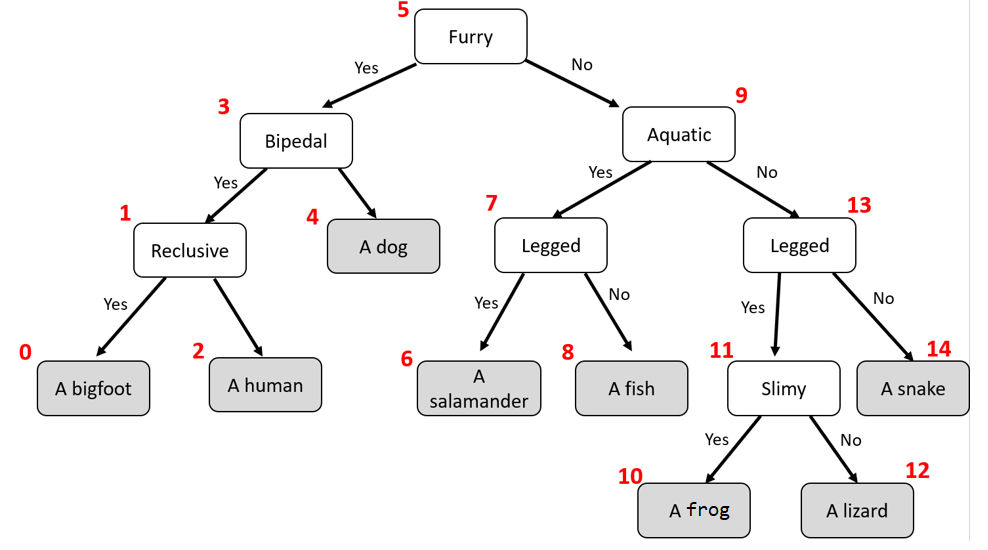 5
Furry
Yes
No
3
Bipedal
9
Aquatic
Yes
Yes
No
1
Reclusive
4
A dog
7
Legged
13
Legged
Yes
Yes
No
Yes
No
0
A bigfoot
2
A human
6
A
salamander
8
A fish
11
Slimy
14
A snake
Yes
No
10
A frog
12
A lizard